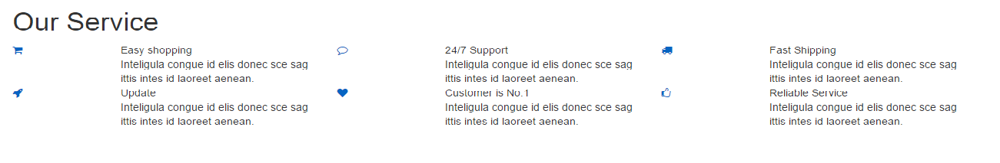 Our Service
Easy shopping
Inteligula congue id elis donec sce sag
ittis intes id laoreet aenean.
24/7 Support
Inteligula congue id elis donec sce sag
ittis intes id laoreet aenean.
Fast Shipping
Inteligula congue id elis donec sce sag
ittis intes id laoreet aenean.
Update
Inteligula congue id elis donec sce sag
ittis intes id laoreet aenean.
Customer is No.1
Inteligula congue id elis donec sce sag
ittis intes id laoreet aenean.
Reliable Service
Inteligula congue id elis donec sce sag
ittis intes id laoreet aenean.